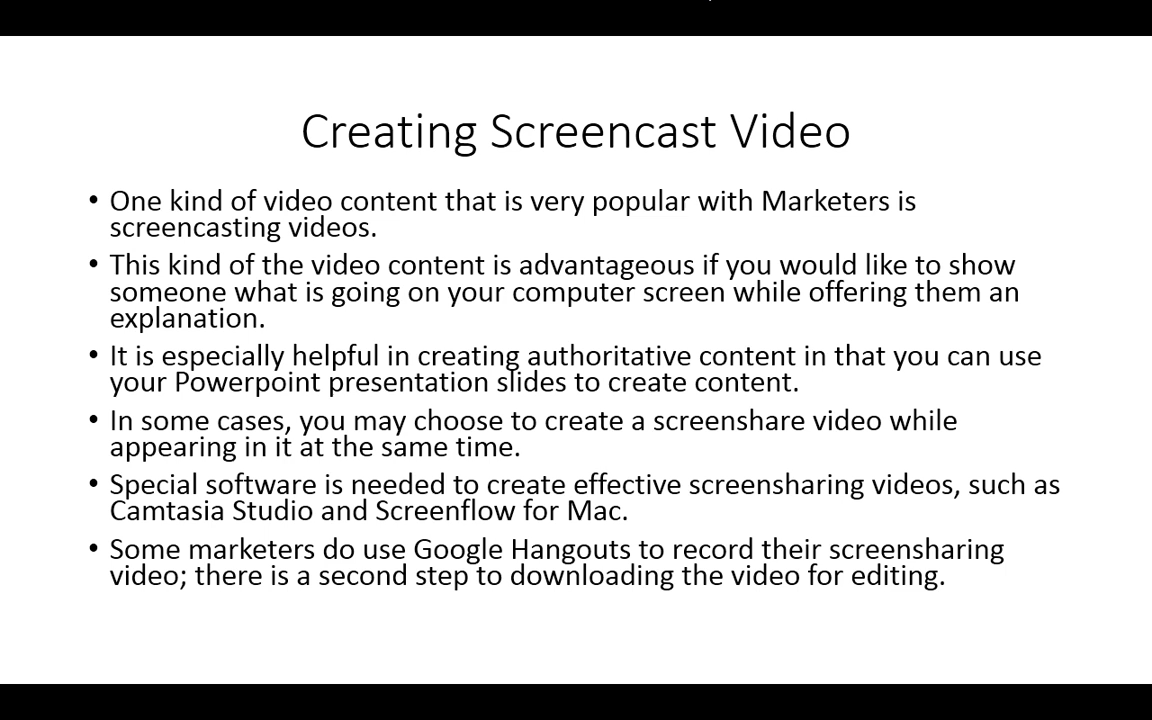 Creating Screencast Video
• One kind of video content that is very popular with Marketers is
screencasting videos.
• This kind of the video content is advantageous if you would like to show
someone what is going on your computer screen while offering them an
explanation.
• It is especially helpful in creating authoritative content in that you can use
your Powerpoint presentation slides to create content.
• In some cases, you may choose to create a screenshare video while
appearing in it at the same time.
• Special software is needed to create effective screensharing videos, such as
Camtasia Studio and Screenflow for Mac.
• Some marketers do use Google Hangouts to record their screensharing
video; there is a second step to downloading the video for editing.